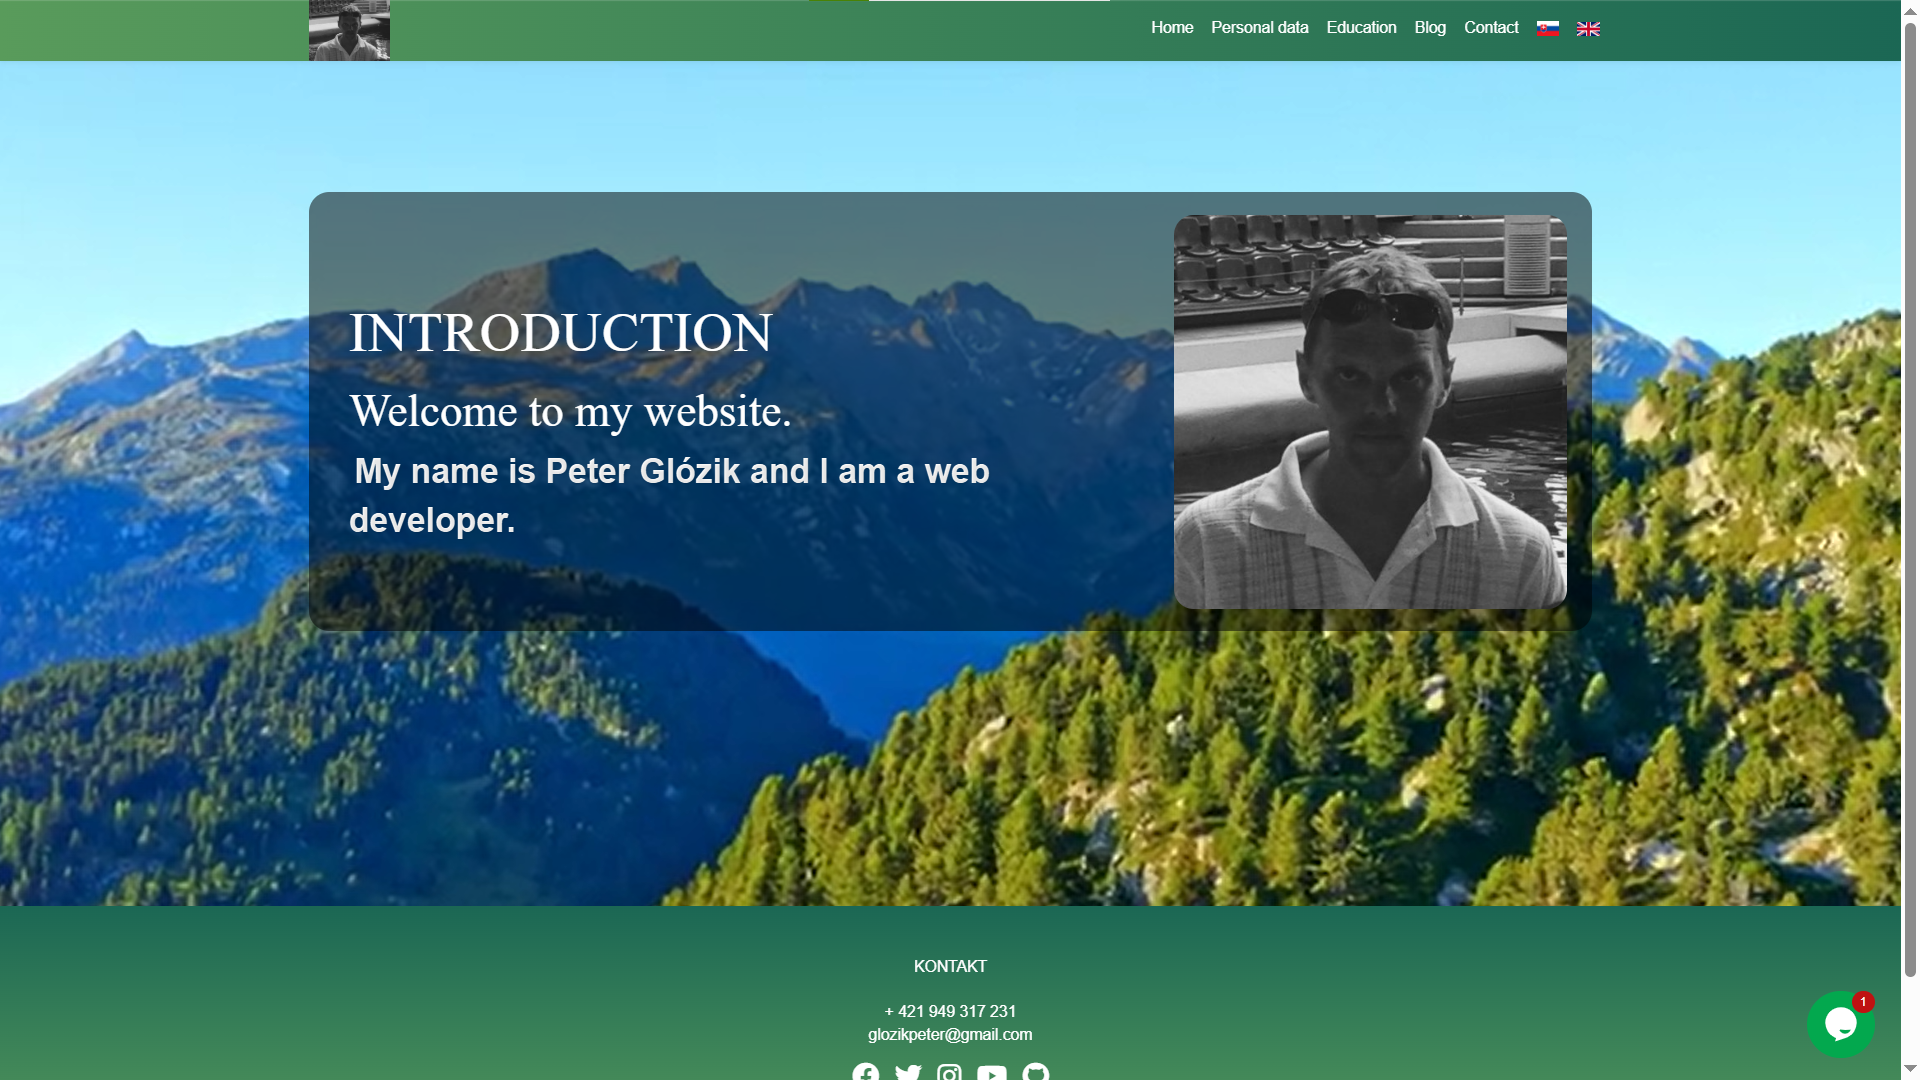 Home Personal data Education Blog Contact
INTRODUCTION
Welcome to my website.
My name is Peter Glózik and I am a web
developer.
KONTAKT
+ 421 949 317 231
glozikpeter@gmail.com
1